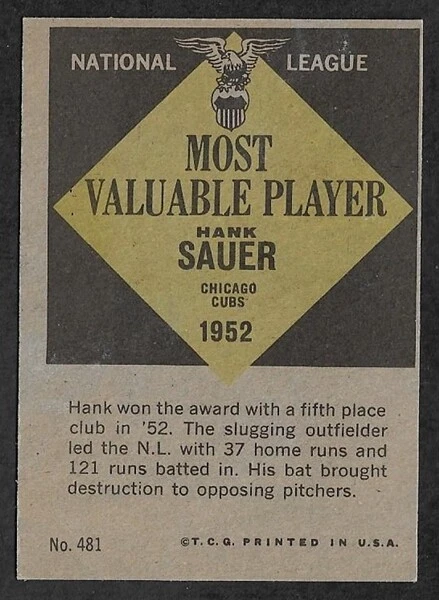 NATIONAL LEAGUE
MOST
VALUABLE PLAYER
HANK
SAUER
CHICAGO
CUBS
1952
Hank won the award with a fifth place
club in '52. The slugging outfielder
led the N.L. with 37 home runs and
121 runs batted in. His bat brought
destruction to opposing pitchers.
No. 481 ©T.C.G. PRINTED IN U.S.A.